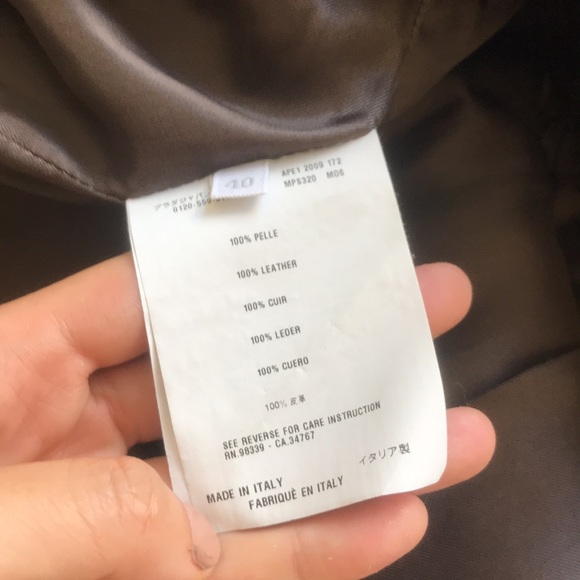 40
APE1 2009 172
MPS320 MD6
100% PELLE
100% LEATHER
100% CUIR
100% LEDER
100% CUERO
100% 皮革
SEE REVERSE FOR CARE INSTRUCTION
RN.98339 - CA.34767
イタリア製
MADE IN ITALY
FABRIQUÈ EN ITALY